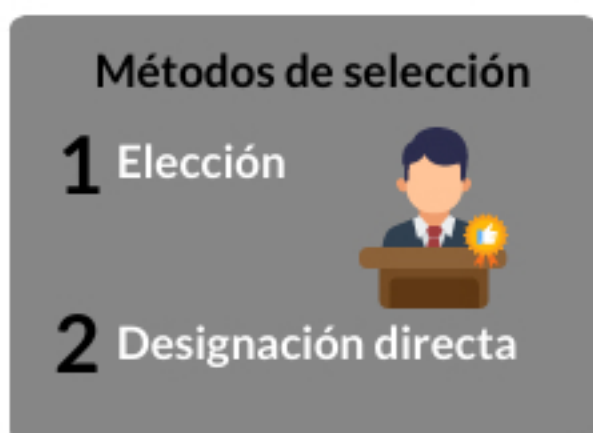 Métodos de selección
1 Elección
2 Designación directa